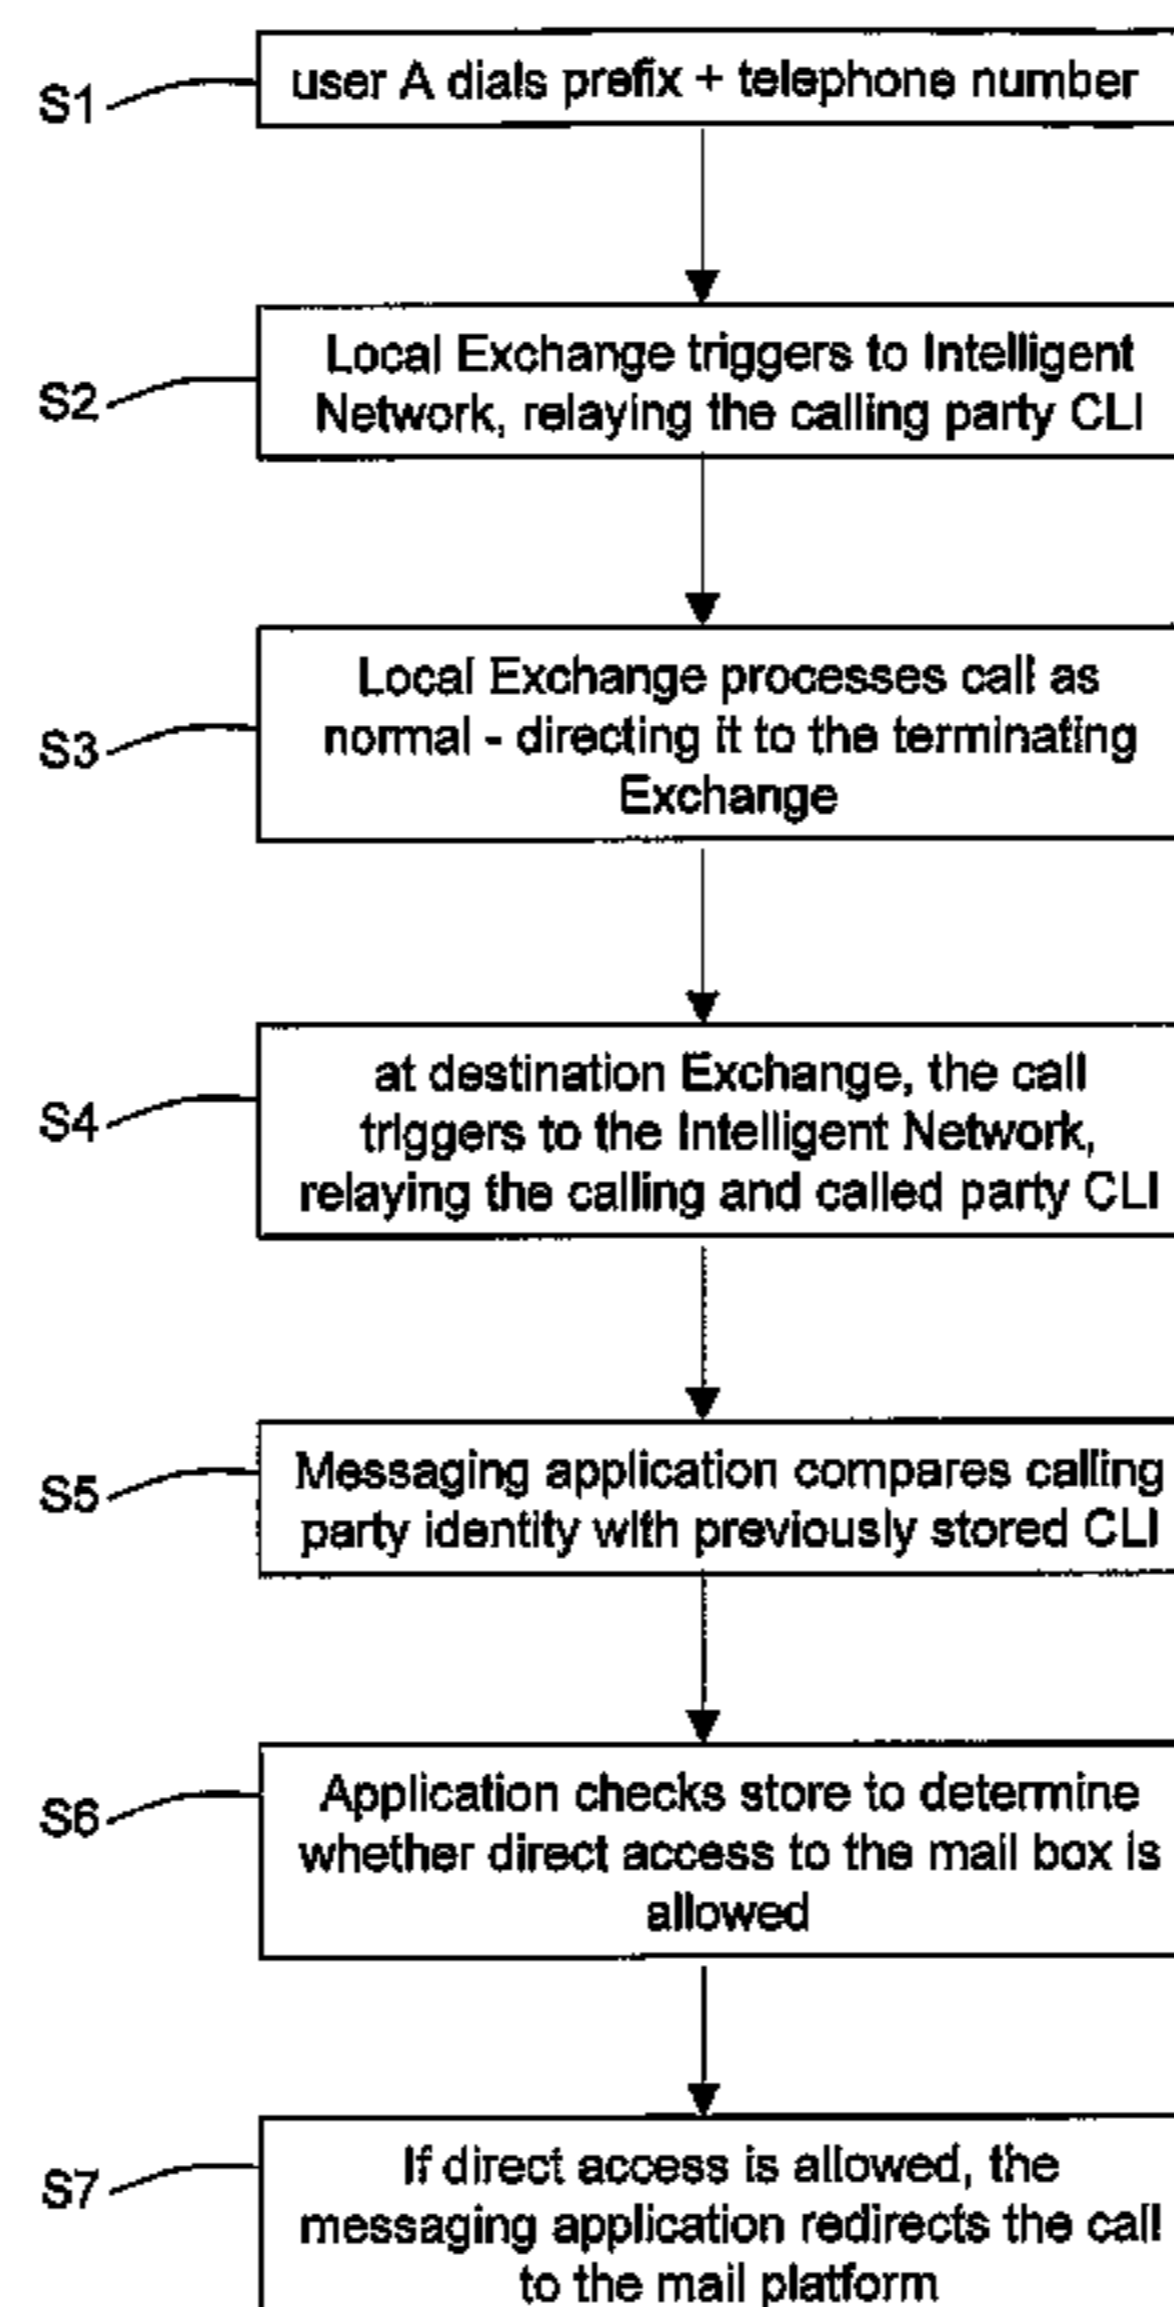 S1
user A dials prefix + telephone number
S2
Local Exchange triggers to Intelligent
Network, relaying the calling party CLI
S3
Local Exchange processes call as
normal - directing it to the terminating
Exchange
S4
at destination Exchange, the call
triggers to the Intelligent Network,
relaying the calling and called party CLI
S5
Messaging application compares calling
party identity with previously stored CLI
S6
Application checks store to determine
whether direct access to the mail box is
allowed
S7
If direct access is allowed, the
messaging application redirects the call
to the mail platform